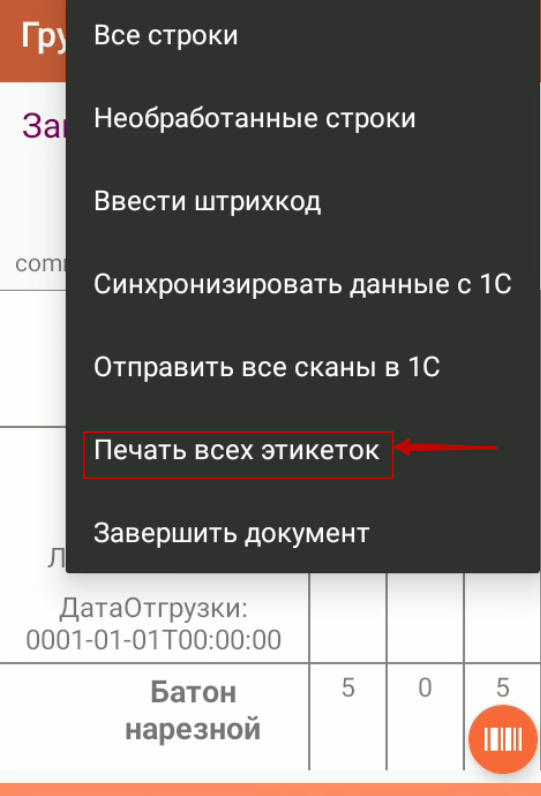 Все строки
Необработанные строки
Ввести штрихкод
Синхронизировать данные с 1С
Отправить все сканы в 1С
Печать всех этикеток
Завершить документ
ДатаОтгрузки:
0001-01-01T00:00:00
Батон 5 0 5
нарезной